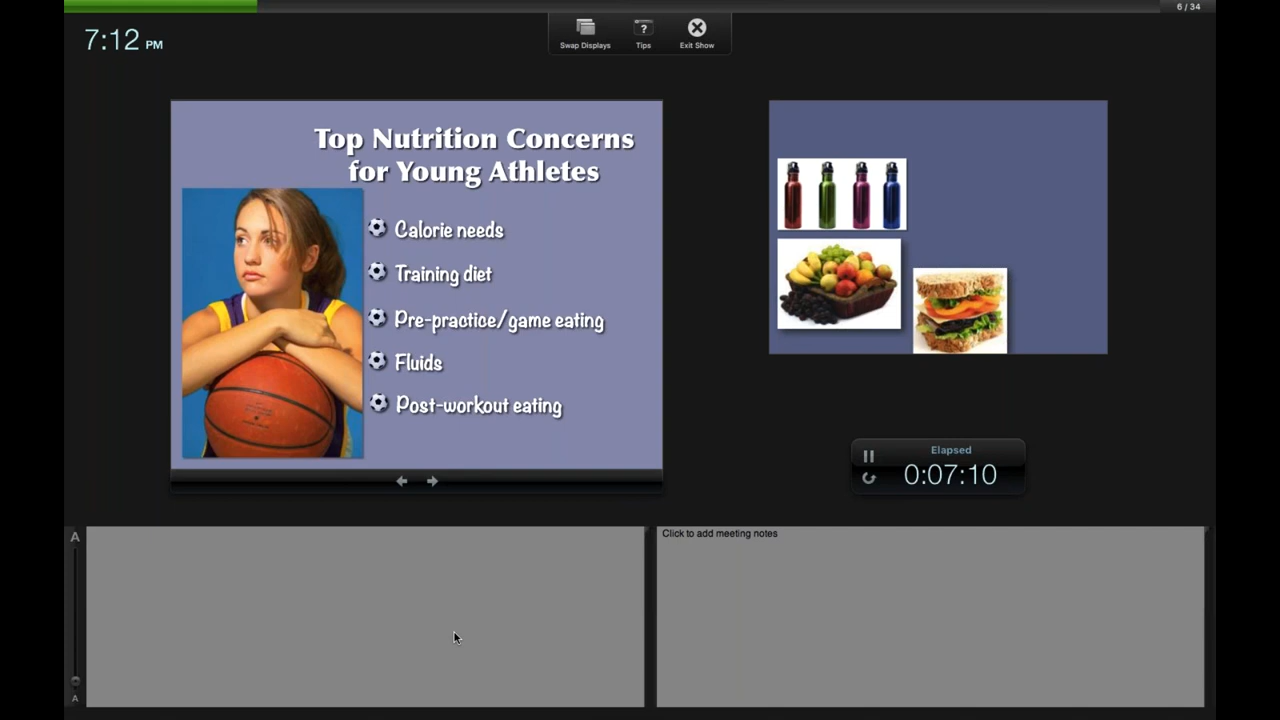 6 / 34
7:12 PM
Swap Displays
Tips
Exit Show
Top Nutrition Concerns
for Young Athletes
Calorie needs
Training diet
Pre-practice/game eating
Fluids
Post-workout eating
Elapsed
0:07:10
A
A
Click to add meeting notes